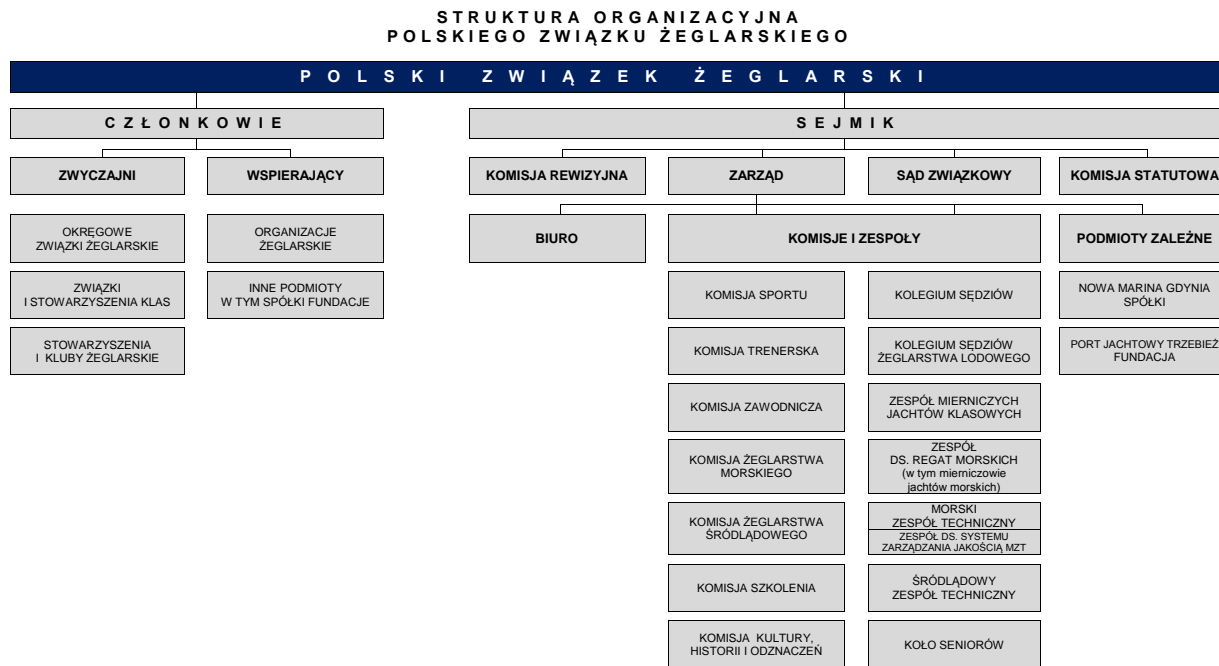 STRUKTURA ORGANIZACYJNA
POLSKIEGO ZWIĄZKU ŻEGLARSKIEGO
POLSKI ZWIĄZEK ŻEGLARSKI
CZŁONKOWIE
SEJMIK
ZWYCZAJNI
WSPIERAJĄCY
KOMISJA REWIZYJNA
ZARZĄD
SĄD ZWIĄZKOWY
KOMISJA STATUTOWA
OKRĘGOWE
ZWIĄZKI ŻEGLARSKIE
ORGANIZACJE
ŻEGLARSKIE
BIURO
KOMISJE I ZESPOŁY
PODMIOTY ZALEŻNE
ZWIĄZKI
I STOWARZYSZENIA KLAS
INNE PODMIOTY
W TYM SPÓŁKI FUNDACJE
KOMISJA SPORTU
KOLEGIUM SĘDZIÓW
NOWA MARINA GDYNIA
SPÓŁKI
STOWARZYSZENIA
I KLUBY ŻEGLARSKIE
KOMISJA TRENERSKA
KOLEGIUM SĘDZIÓW
ŻEGLARSTWA LODOWEGO
PORT JACHTOWY TRZEBIEŻ
FUNDACJA
KOMISJA ZAWODNICZA
ZESPÓŁ MIERNICZYCH
JACHTÓW KLASOWYCH
KOMISJA ŻEGLARSTWA
MORSKIEGO
ZESPÓŁ
DS. REGAT MORSKICH
(w tym mierniczowie
jachtów morskich)
KOMISJA ŻEGLARSTWA
ŚRÓDLĄDOWEGO
MORSKI
ZESPÓŁ TECHNICZNY
ZESPÓŁ DS. SYSTEMU
ZARZĄDZANIA JAKOŚCIĄ MZT
KOMISJA SZKOLENIA
ŚRÓDLĄDOWY
ZESPÓŁ TECHNICZNY
KOMISJA KULTURY,
HISTORII I ODZNACZEŃ
KOŁO SENIORÓW